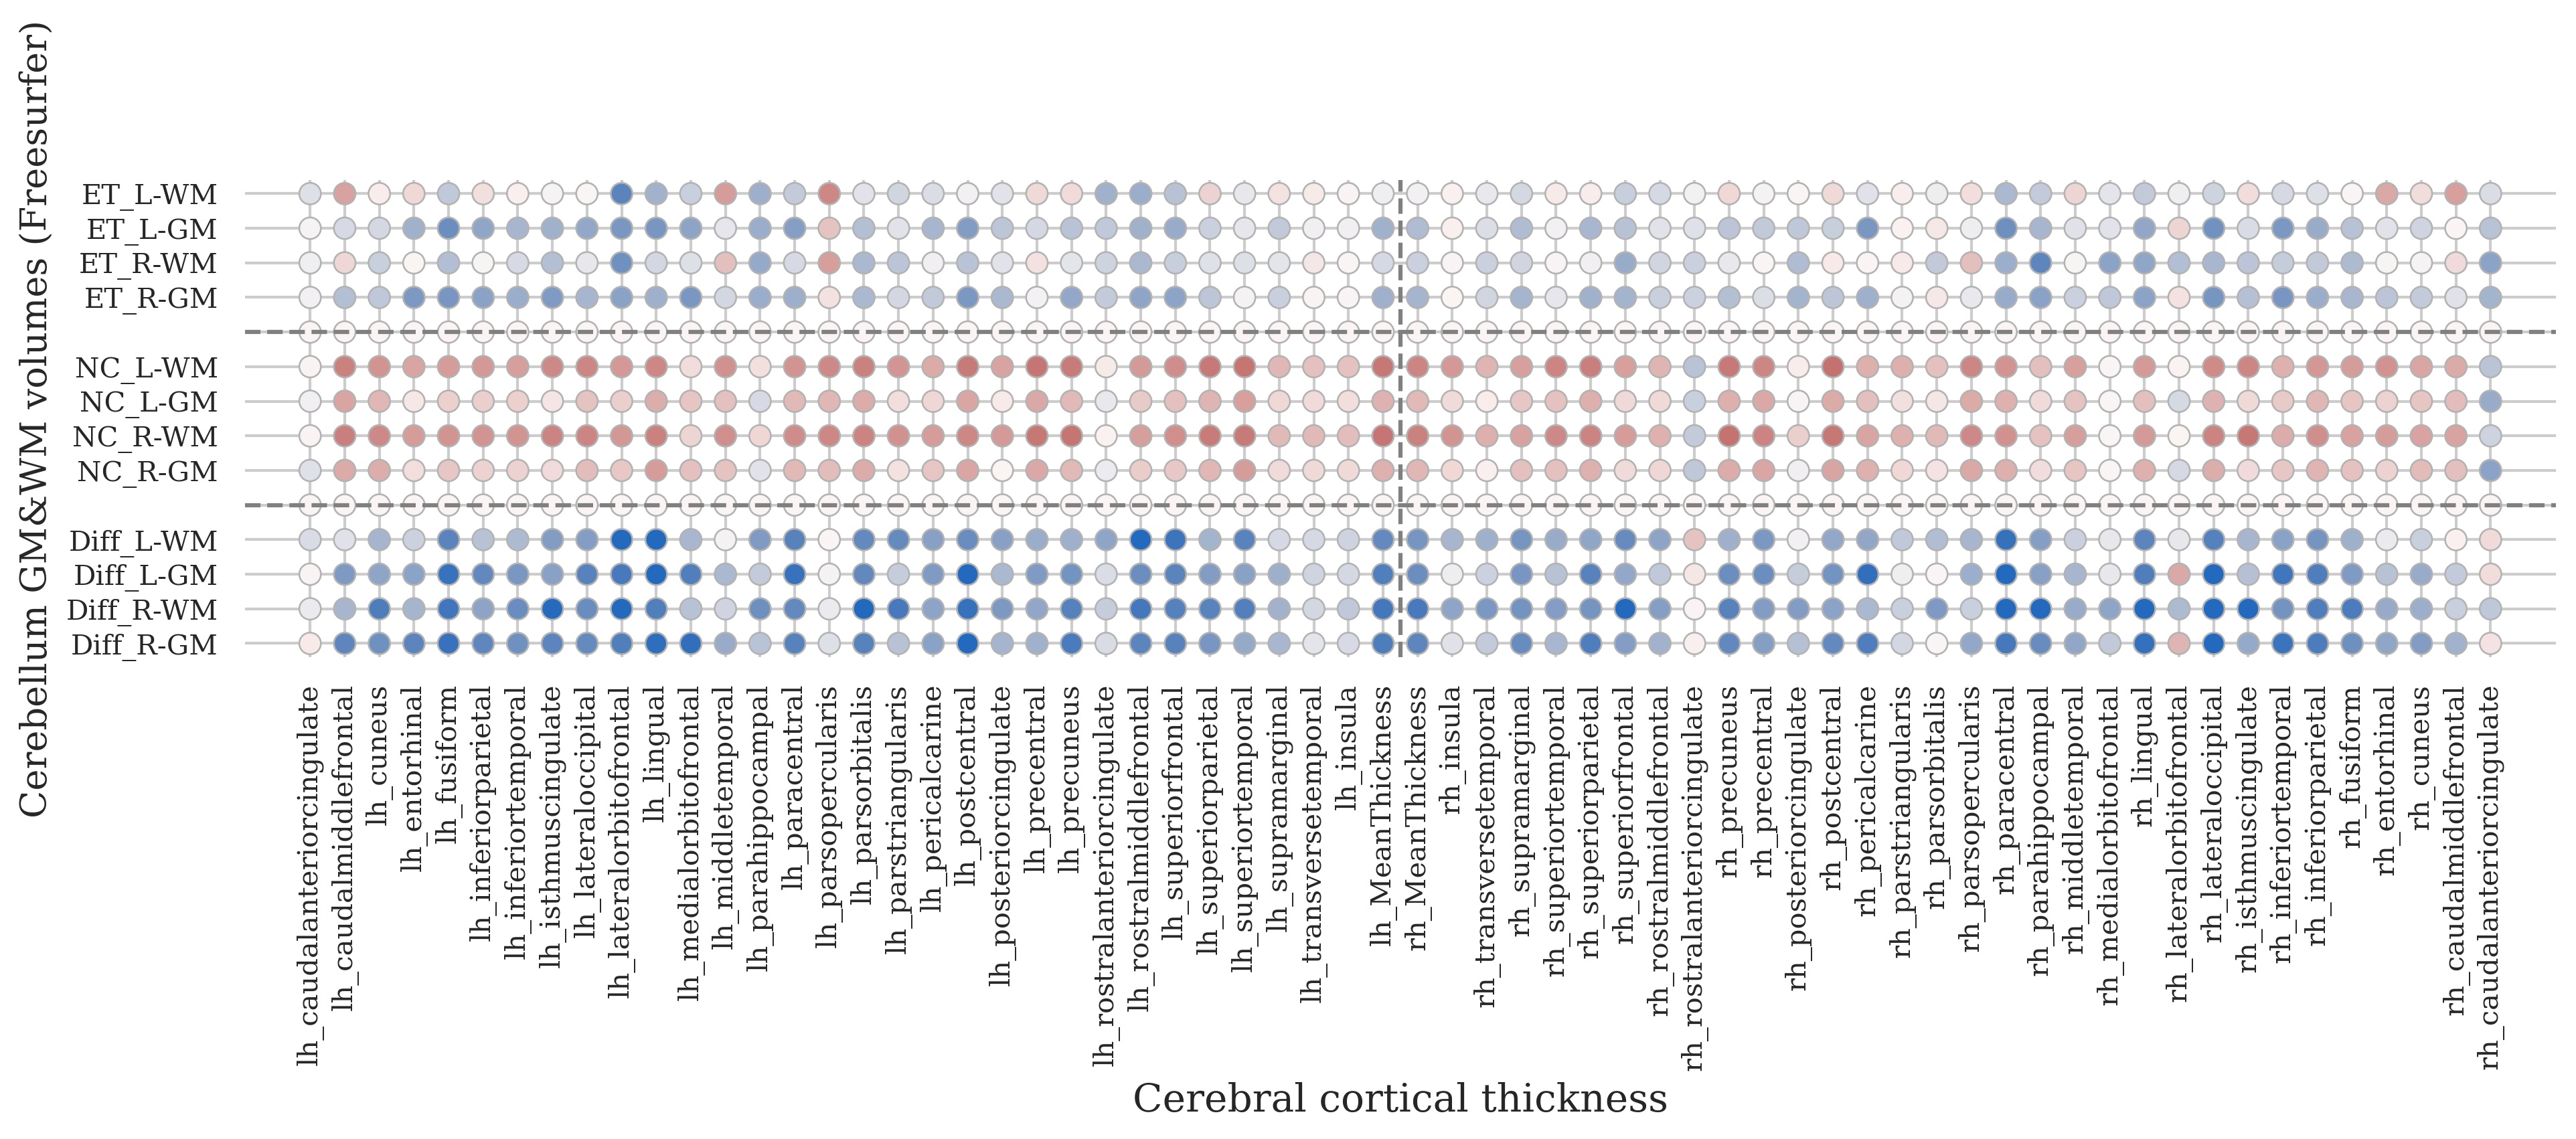 Cerebellum GM&WM volumes (Freesurfer)
ET_L-WM
ET_L-GM
ET_R-WM
ET_R-GM
NC_L-WM
NC_L-GM
NC_R-WM
NC_R-GM
Diff_L-WM
Diff_L-GM
Diff_R-WM
Diff_R-GM
lh_caudalanteriorcingulate
lh_caudalmiddlefrontal
lh_cuneus
lh_entorhinal
lh_fusiform
lh_inferiorparietal
lh_inferiortemporal
lh_isthmuscingulate
lh_lateraloccipital
lh_lateralorbitofrontal
lh_lingual
lh_medialorbitofrontal
lh_middletemporal
lh_parahippocampal
lh_paracentral
lh_parsopercularis
lh_parsorbitalis
lh_parstriangularis
lh_pericalcarine
lh_postcentral
lh_posteriorcingulate
lh_precentral
lh_precuneus
lh_rostralanteriorcingulate
lh_rostralmiddlefrontal
lh_superiorfrontal
lh_superiorparietal
lh_superiortemporal
lh_supramarginal
lh_transversetemporal
lh_insula
lh_MeanThickness
rh_MeanThickness
rh_insula
rh_transversetemporal
rh_supramarginal
rh_superiortemporal
rh_superiorparietal
rh_superiorfrontal
rh_rostralmiddlefrontal
rh_rostralanteriorcingulate
rh_precuneus
rh_precentral
rh_posteriorcingulate
rh_postcentral
rh_pericalcarine
rh_parstriangularis
rh_parsorbitalis
rh_parsopercularis
rh_paracentral
rh_parahippocampal
rh_middletemporal
rh_medialorbitofrontal
rh_lingual
rh_lateralorbitofrontal
rh_lateraloccipital
rh_isthmuscingulate
rh_inferiortemporal
rh_inferiorparietal
rh_fusiform
rh_entorhinal
rh_cuneus
rh_caudalmiddlefrontal
rh_caudalanteriorcingulate
Cerebral cortical thickness